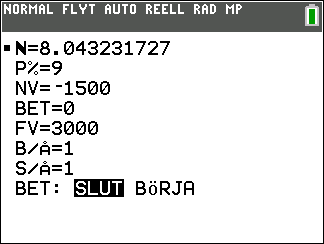 NORMAL FLYT AUTO REELL RAD MP
▪N=8.043231727
P%=9
NV=⁻1500
BET=0
FV=3000
B/Å=1
S/Å=1
BET: SLUT BÖRJA